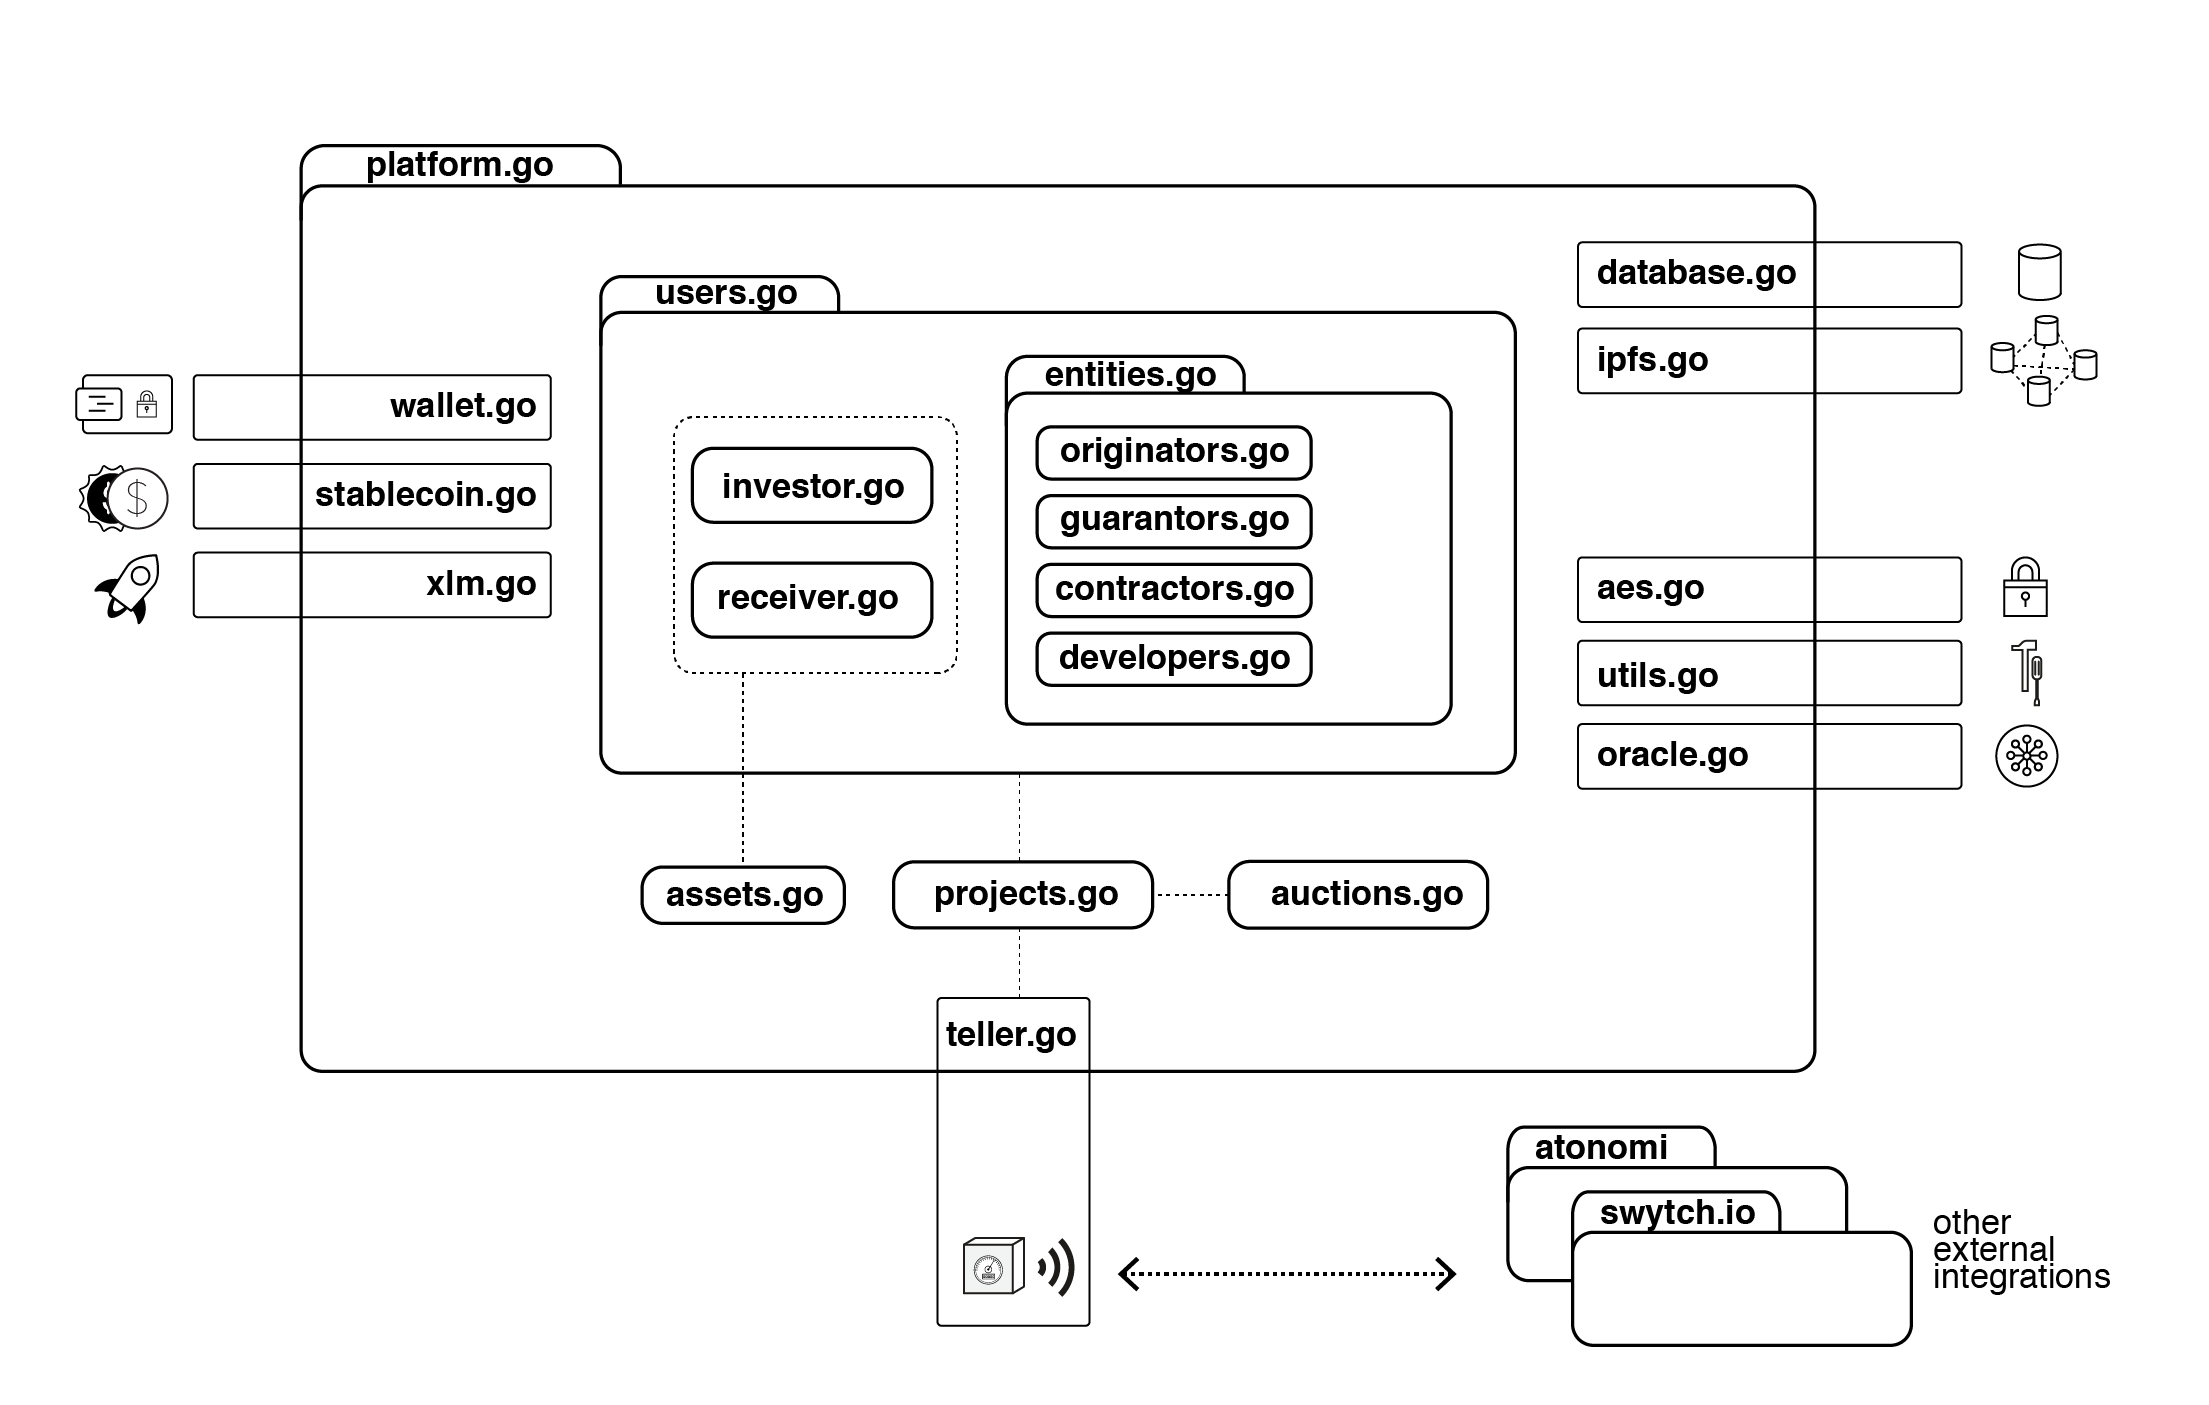 platform.go
users.go
entities.go
wallet.go
stablecoin.go
xlm.go
investor.go
receiver.go
originators.go
guarantors.go
contractors.go
developers.go
database.go
ipfs.go
aes.go
utils.go
oracle.go
assets.go
projects.go
auctions.go
teller.go
atonomi
swytch.io
other
external
integrations